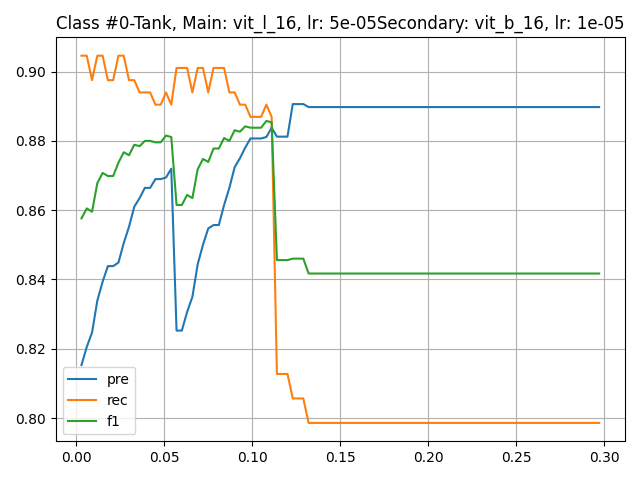 Class #0-Tank, Main: vit_l_16, lr: 5e-05Secondary: vit_b_16, lr: 1e-05
0.90
0.88
0.86
0.84
0.82
0.80
pre
rec
f1
0.00 0.05 0.10 0.15 0.20 0.25 0.30